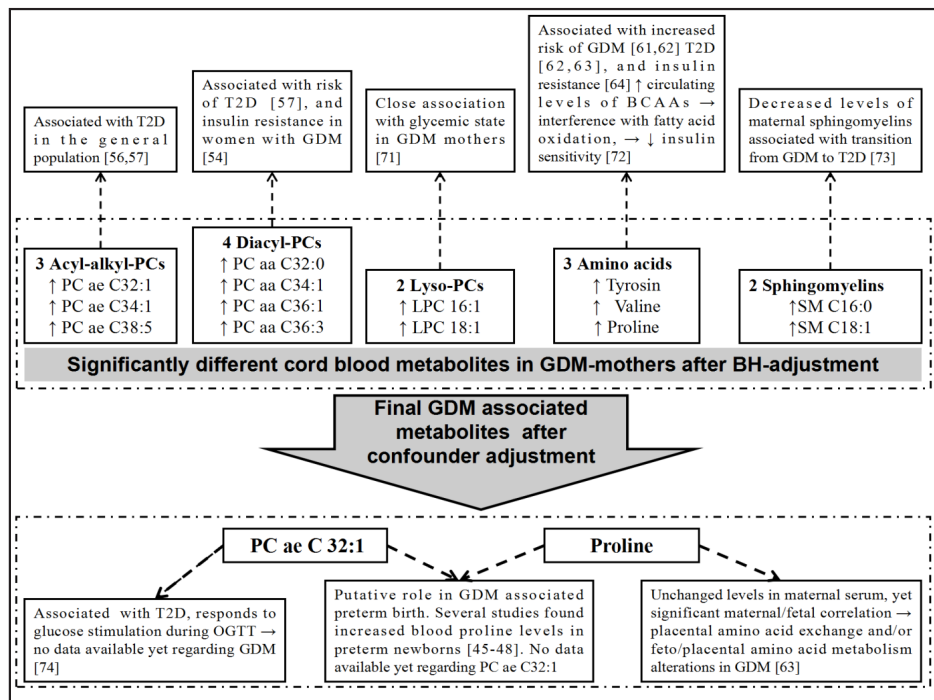 Associated with T2D
in the general
population [56,57]
Associated with risk
of T2D [57], and
insulin resistance in
women with GDM
[54]
Close association
with glycemic state
in GDM mothers
[71]
Associated with increased
risk of GDM [61,62] T2D
[62,63], and insulin
resistance [64] ↑ circulating
levels of BCAAs →
interference with fatty acid
oxidation, → ↓ insulin
sensitivity [72]
Decreased levels of
maternal sphingomyelins
associated with transition
from GDM to T2D [73]
3 Acyl-alkyl-PCs
↑ PC ae C32:1
↑ PC ae C34:1
↑ PC ae C38:5
4 Diacyl-PCs
↑ PC aa C32:0
↑ PC aa C34:1
↑ PC aa C36:1
↑ PC aa C36:3
2 Lyso-PCs
↑ LPC 16:1
↑ LPC 18:1
3 Amino acids
↑ Tyrosin
↑ Valine
↑ Proline
2 Sphingomyelins
↑SM C16:0
↑SM C18:1
Significantly different cord blood metabolites in GDM-mothers after BH-adjustment
Final GDM associated
metabolites after
confounder adjustment
PC ae C 32:1
Proline
Associated with T2D, responds to
glucose stimulation during OGTT →
no data available yet regarding GDM
[74]
Putative role in GDM associated
preterm birth. Several studies found
increased blood proline levels in
preterm newborns [45-48]. No data
available yet regarding PC ae C32:1
Unchanged levels in maternal serum, yet
significant maternal/fetal correlation →
placental amino acid exchange and/or
feto/placental amino acid metabolism
alterations in GDM [63]